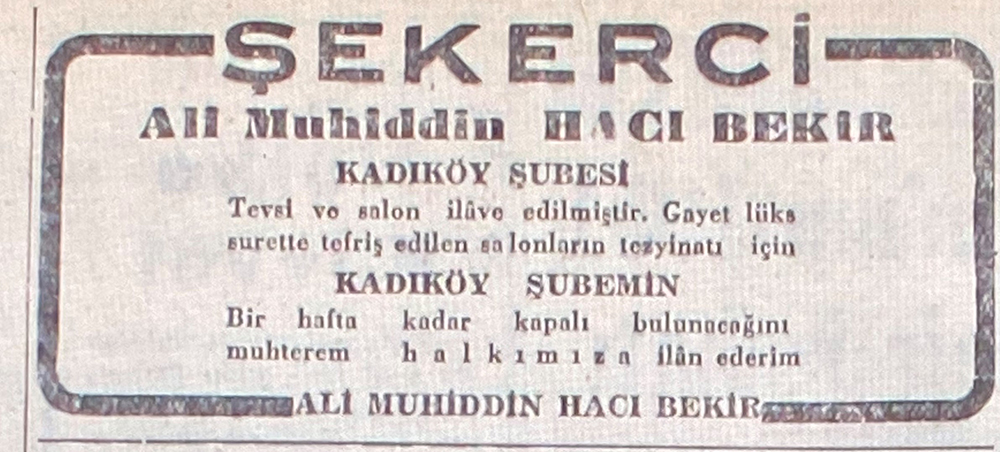 ŞEKERCİ
Ali Muhiddin HACI BEKİR
KADIKÖY ŞUBESİ
Tevsi ve salon ilâve edilmiştir. Gayet lüks
surette tefriş edilen salonların tezyinatı için
KADIKÖY ŞUBEMİN
Bir hafta kadar kapalı bulunacağını
muhterem halkımıza ilân ederim
ALİ MUHİDDİN HACI BEKİR